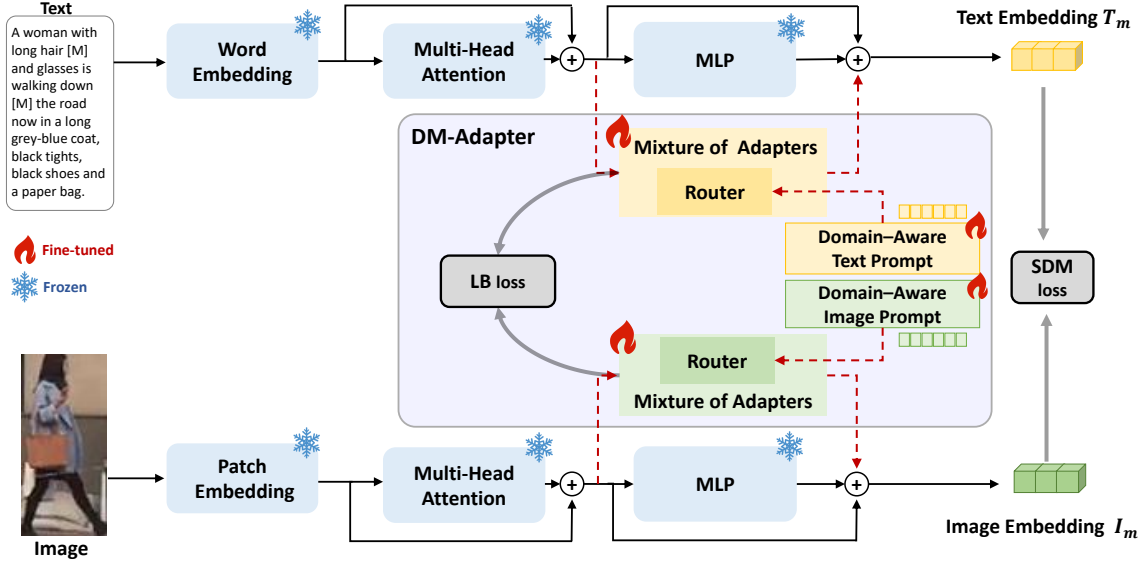 Text
A woman with
long hair [M]
and glasses is
walking down
[M] the road
now in a long
grey-blue coat,
black tights,
black shoes and
a paper bag.
Word
Embedding
Multi-Head
Attention
+
MLP
+
Text Embedding T_m
Fine-tuned
Frozen
DM-Adapter
Mixture of Adapters
Router
Domain–Aware
Text Prompt
LB loss
SDM
loss
Domain–Aware
Image Prompt
Router
Mixture of Adapters
Image
Patch
Embedding
Multi-Head
Attention
+
MLP
+
Image Embedding I_m